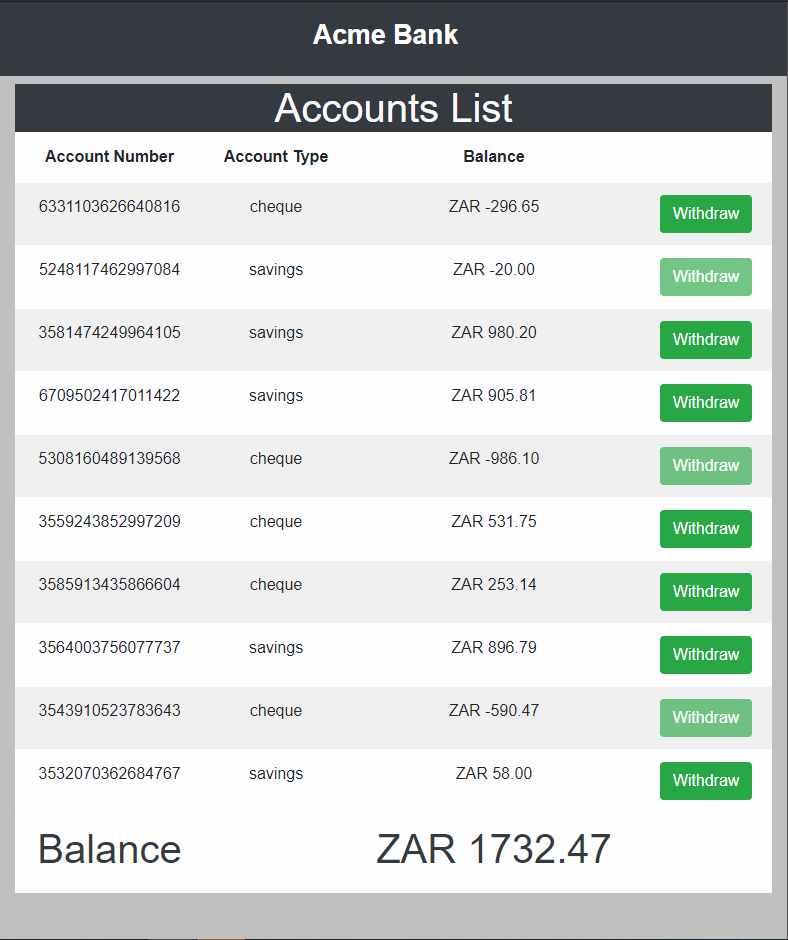 Acme Bank
Accounts List
Account Number Account Type Balance
6331103626640816 cheque ZAR -296.65 Withdraw
5248117462997084 savings ZAR -20.00 Withdraw
3581474249964105 savings ZAR 980.20 Withdraw
6709502417011422 savings ZAR 905.81 Withdraw
5308160489139568 cheque ZAR -986.10 Withdraw
3559243852997209 cheque ZAR 531.75 Withdraw
3585913435866604 cheque ZAR 253.14 Withdraw
3564003756077737 savings ZAR 896.79 Withdraw
3543910523783643 cheque ZAR -590.47 Withdraw
3532070362684767 savings ZAR 58.00 Withdraw
Balance ZAR 1732.47